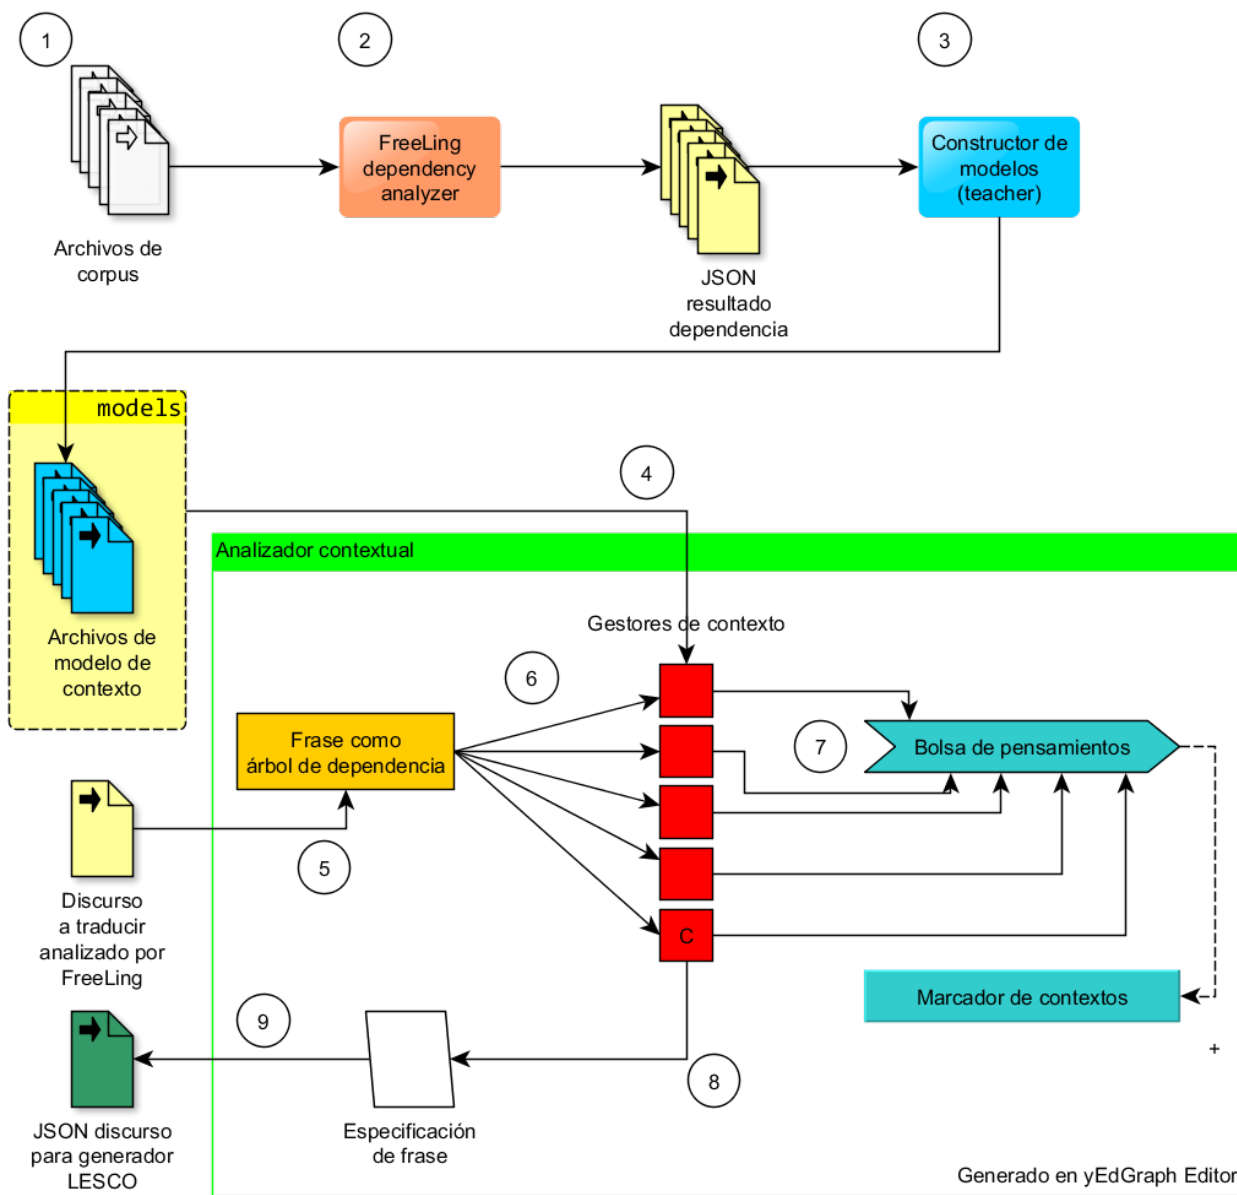 1
2
3
FreeLing
dependency
analyzer
Constructor de
modelos
(teacher)
Archivos de
corpus
JSON
resultado
dependencia
models
4
Archivos de
modelo de
contexto
Analizador contextual
Gestores de contexto
6
Frase como
árbol de dependencia
7
Bolsa de pensamientos
5
Discurso
a traducir
analizado por
FreeLing
C
Marcador de contextos
+
9
8
JSON discurso
para generador
LESCO
Especificación
de frase
Generado en yEdGraph Editor